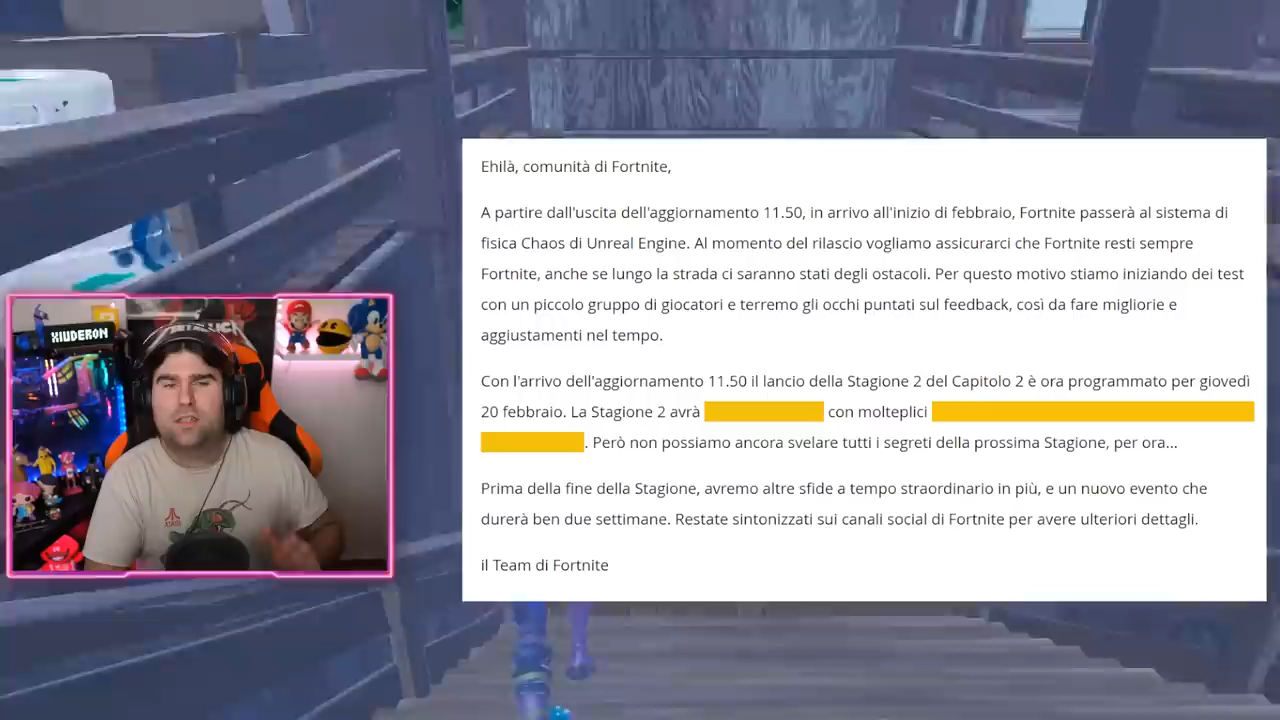 Ehilà, comunità di Fortnite,
A partire dall'uscita dell'aggiornamento 11.50, in arrivo all'inizio di febbraio, Fortnite passerà al sistema di
fisica Chaos di Unreal Engine. Al momento del rilascio vogliamo assicurarci che Fortnite resti sempre
Fortnite, anche se lungo la strada ci saranno stati degli ostacoli. Per questo motivo stiamo iniziando dei test
con un piccolo gruppo di giocatori e terremo gli occhi puntati sul feedback, così da fare migliorie e
aggiustamenti nel tempo.
Con l'arrivo dell'aggiornamento 11.50 il lancio della Stagione 2 del Capitolo 2 è ora programmato per giovedì
20 febbraio. La Stagione 2 avrà con molteplici
. Però non possiamo ancora svelare tutti i segreti della prossima Stagione, per ora...
Prima della fine della Stagione, avremo altre sfide a tempo straordinario in più, e un nuovo evento che
durerà ben due settimane. Restate sintonizzati sui canali social di Fortnite per avere ulteriori dettagli.
il Team di Fortnite
XIUDERON
METALLICA
ATARI